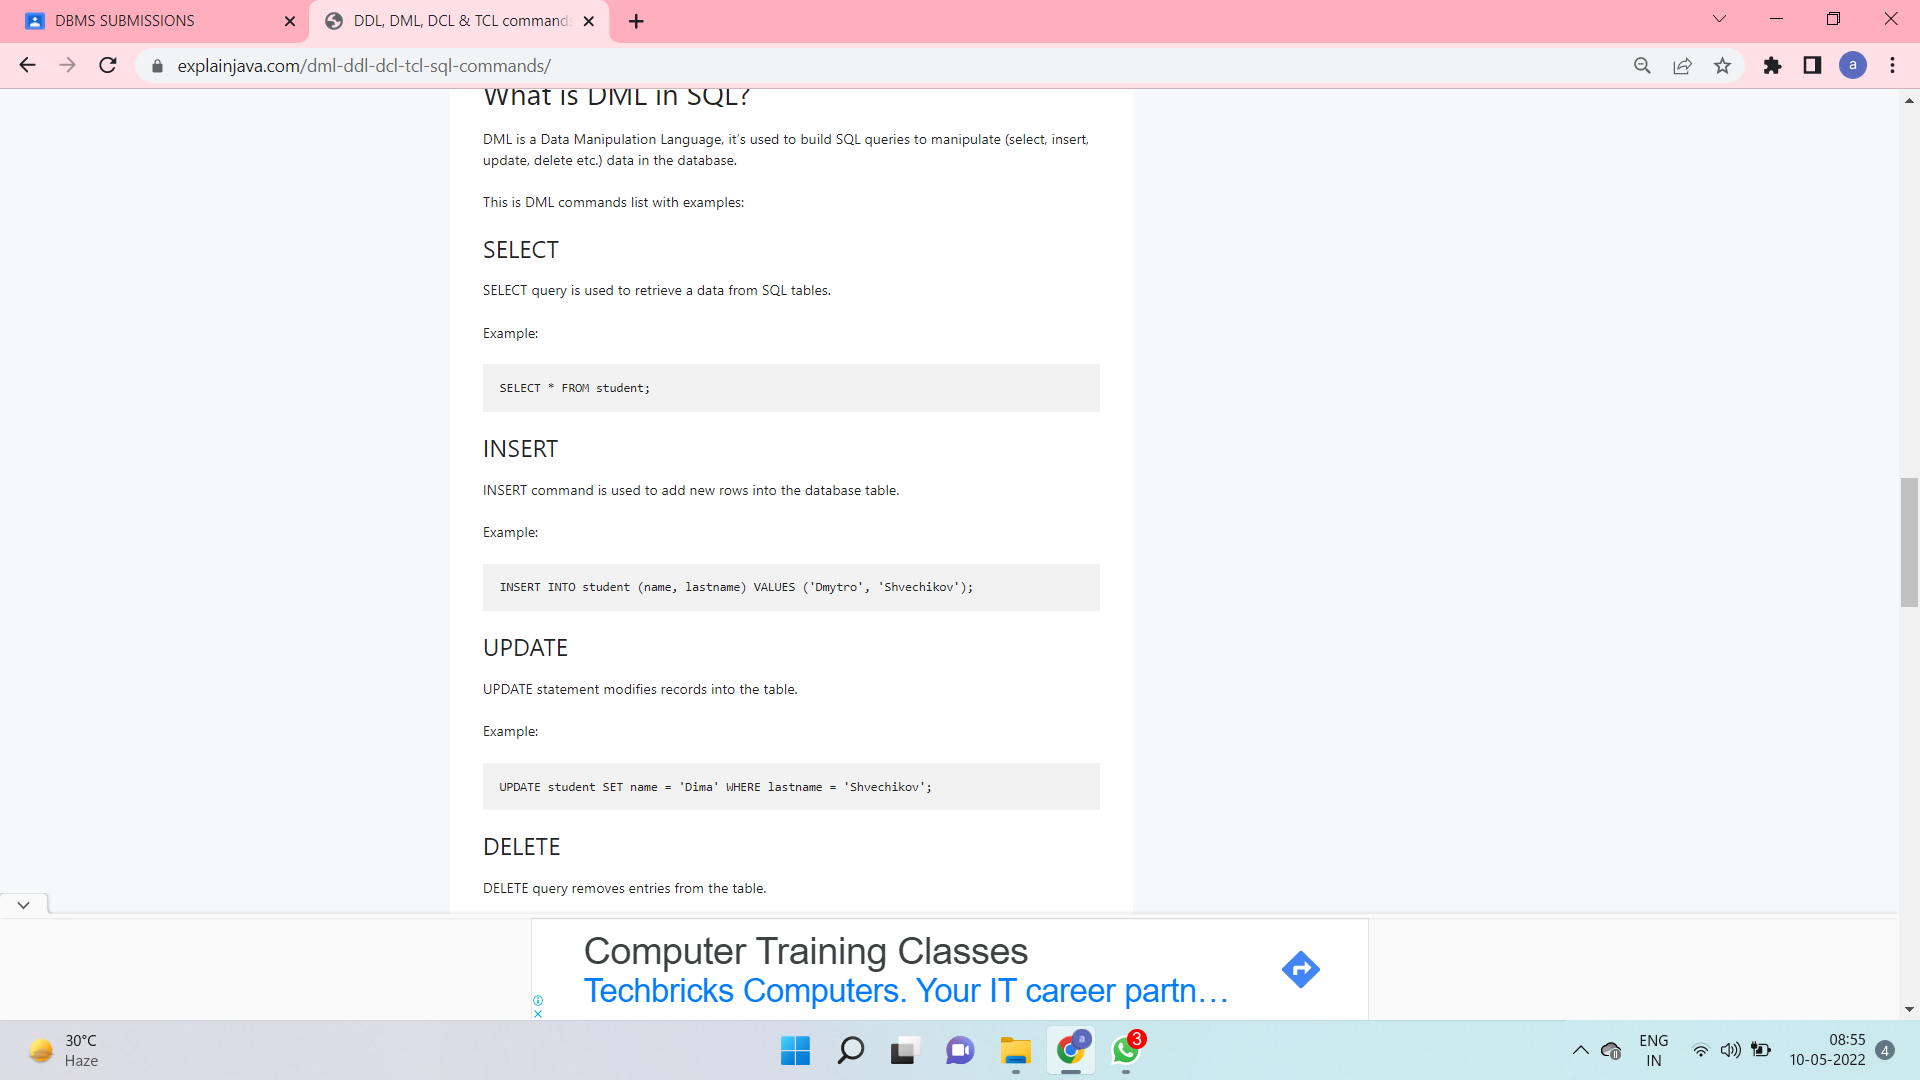 DBMS SUBMISSIONS
DDL, DML, DCL & TCL commands
explainjava.com/dml-ddl-dcl-tcl-sql-commands/
a
What is DML in SQL?
DML is a Data Manipulation Language, it's used to build SQL queries to manipulate (select, insert,
update, delete etc.) data in the database.
This is DML commands list with examples:
SELECT
SELECT query is used to retrieve a data from SQL tables.
Example:
SELECT * FROM student;
INSERT
INSERT command is used to add new rows into the database table.
Example:
INSERT INTO student (name, lastname) VALUES ('Dmytro', 'Shvechikov');
UPDATE
UPDATE statement modifies records into the table.
Example:
UPDATE student SET name = 'Dima' WHERE lastname = 'Shvechikov';
DELETE
DELETE query removes entries from the table.
Computer Training Classes
Techbricks Computers. Your IT career partn...
30°C
Haze
a
3
ENG
IN
08:55
10-05-2022
4